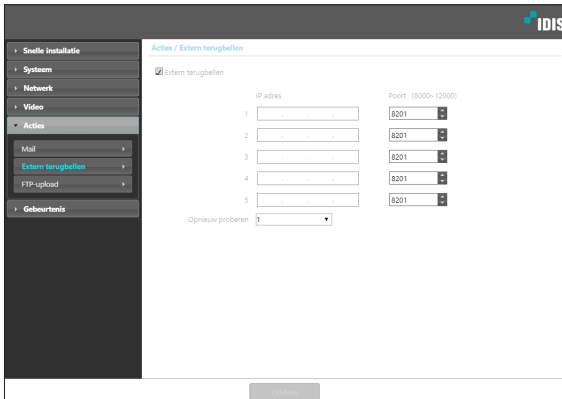 IDIS
Snelle installatie
Systeem
Netwerk
Video
Acties
Mail
Extern terugbellen
FTP-upload
Gebeurtenis
Acties / Extern terugbellen
Extern terugbellen
IP adres Poort (8000~12000)
1 . . . 8201
2 . . . 8201
3 . . . 8201
4 . . . 8201
5 . . . 8201
Opnieuw proberen 1